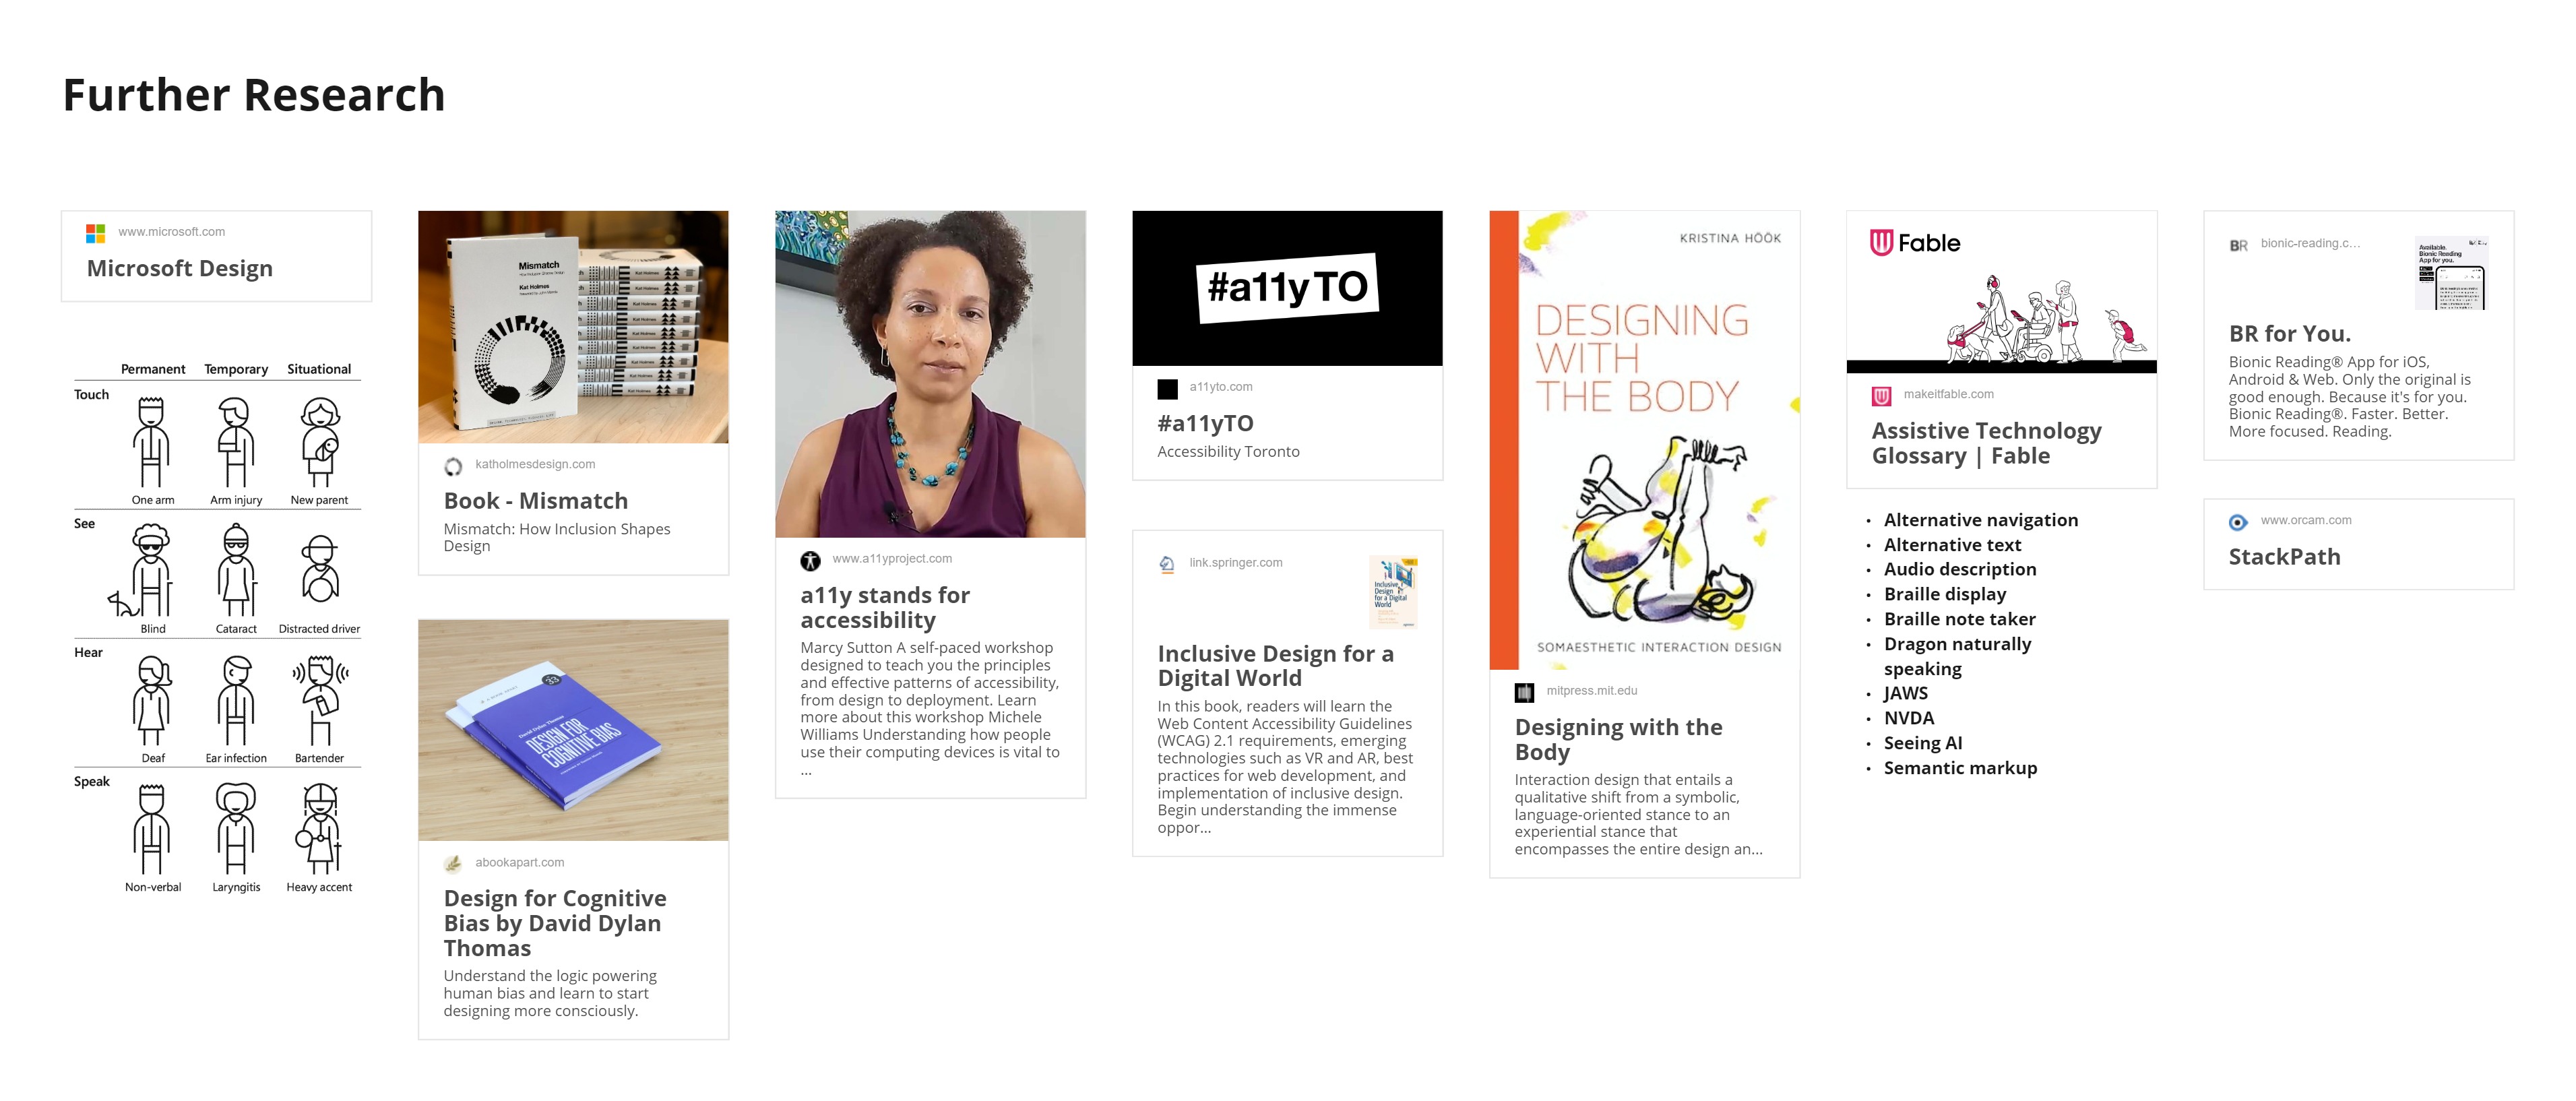 Further Research
www.microsoft.com
Microsoft Design
Permanent Temporary Situational
Touch
One arm Arm injury New parent
See
Blind Cataract Distracted driver
Hear
Deaf Ear infection Bartender
Speak
Non-verbal Laryngitis Heavy accent
Mismatch
Kat Holmes
katholmesdesign.com
Book - Mismatch
Mismatch: How Inclusion Shapes
Design
David Dylan Thomas
DESIGN FOR
COGNITIVE BIAS
abookapart.com
Design for Cognitive
Bias by David Dylan
Thomas
Understand the logic powering
human bias and learn to start
designing more consciously.
www.a11yproject.com
a11y stands for
accessibility
Marcy Sutton A self-paced workshop
designed to teach you the principles
and effective patterns of accessibility,
from design to deployment. Learn
more about this workshop Michele
Williams Understanding how people
use their computing devices is vital to
...
#a11yTO
a11yto.com
#a11yTO
Accessibility Toronto
link.springer.com
Inclusive
Design
for a Digital
World
Inclusive Design for a
Digital World
In this book, readers will learn the
Web Content Accessibility Guidelines
(WCAG) 2.1 requirements, emerging
technologies such as VR and AR, best
practices for web development, and
implementation of inclusive design.
Begin understanding the immense
oppor...
KRISTINA HÖÖK
DESIGNING
WITH
THE BODY
SOMAESTHETIC INTERACTION DESIGN
mitpress.mit.edu
Designing with the
Body
Interaction design that entails a
qualitative shift from a symbolic,
language-oriented stance to an
experiential stance that
encompasses the entire design an...
Fable
makeitfable.com
Assistive Technology
Glossary | Fable
• Alternative navigation
• Alternative text
• Audio description
• Braille display
• Braille note taker
• Dragon naturally
speaking
• JAWS
• NVDA
• Seeing AI
• Semantic markup
BR bionic-reading.c...
Available.
Bionic Reading
App for you.
BR for You.
Bionic Reading® App for iOS,
Android & Web. Only the original is
good enough. Because it's for you.
Bionic Reading®. Faster. Better.
More focused. Reading.
www.orcam.com
StackPath